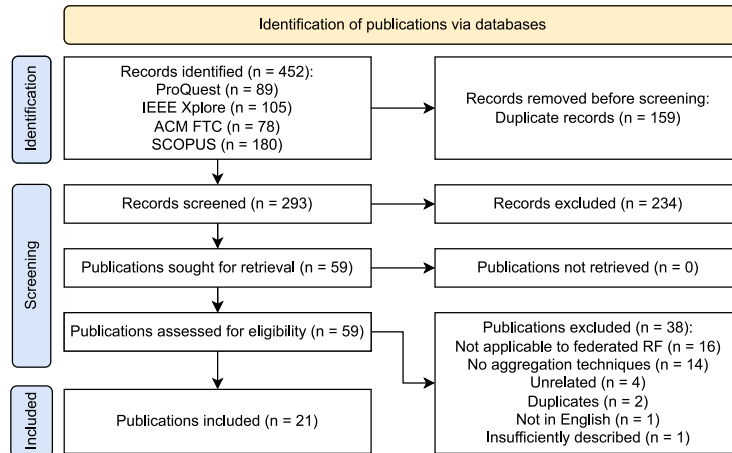 Identification of publications via databases
Identification
Records identified (n = 452):
ProQuest (n = 89)
IEEE Xplore (n = 105)
ACM FTC (n = 78)
SCOPUS (n = 180)
Records removed before screening:
Duplicate records (n = 159)
Screening
Records screened (n = 293)
Records excluded (n = 234)
Publications sought for retrieval (n = 59)
Publications not retrieved (n = 0)
Publications assessed for eligibility (n = 59)
Publications excluded (n = 38):
Not applicable to federated RF (n = 16)
No aggregation techniques (n = 14)
Unrelated (n = 4)
Duplicates (n = 2)
Not in English (n = 1)
Insufficiently described (n = 1)
Included
Publications included (n = 21)